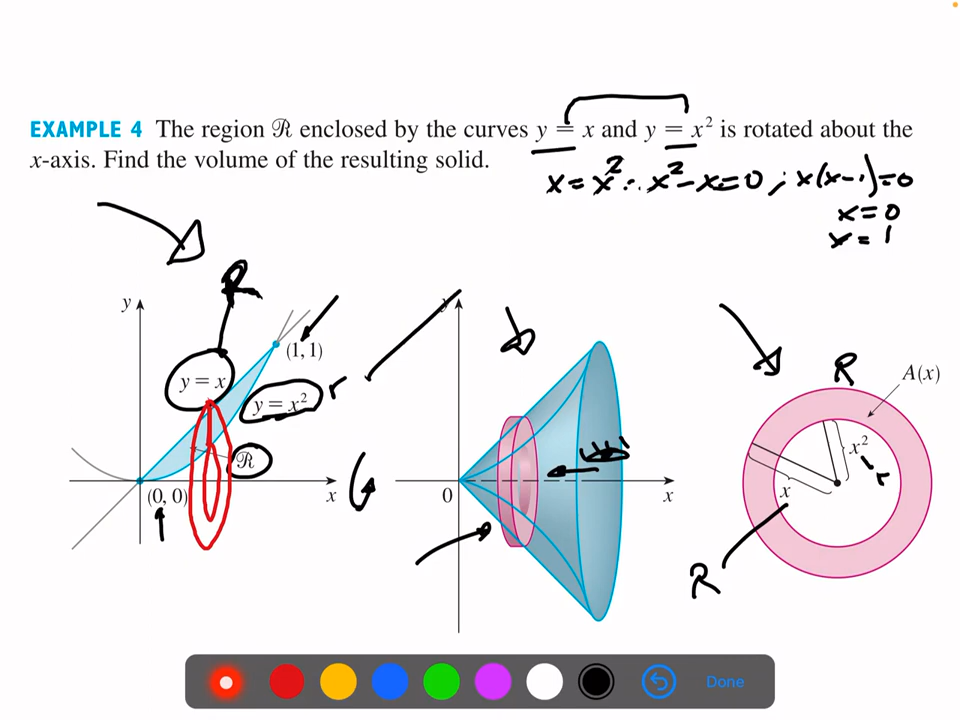 EXAMPLE 4 The region ℛ enclosed by the curves y = x and y = x² is rotated about the
x-axis. Find the volume of the resulting solid.
x = x² ∴ x² - x = 0 ; x(x-1) = 0
x = 0
x = 1
R
y
(1, 1)
y = x
y = x²
r
ℛ
(0, 0)
x
y
0
x
R
A(x)
x²
r
x
R
Done